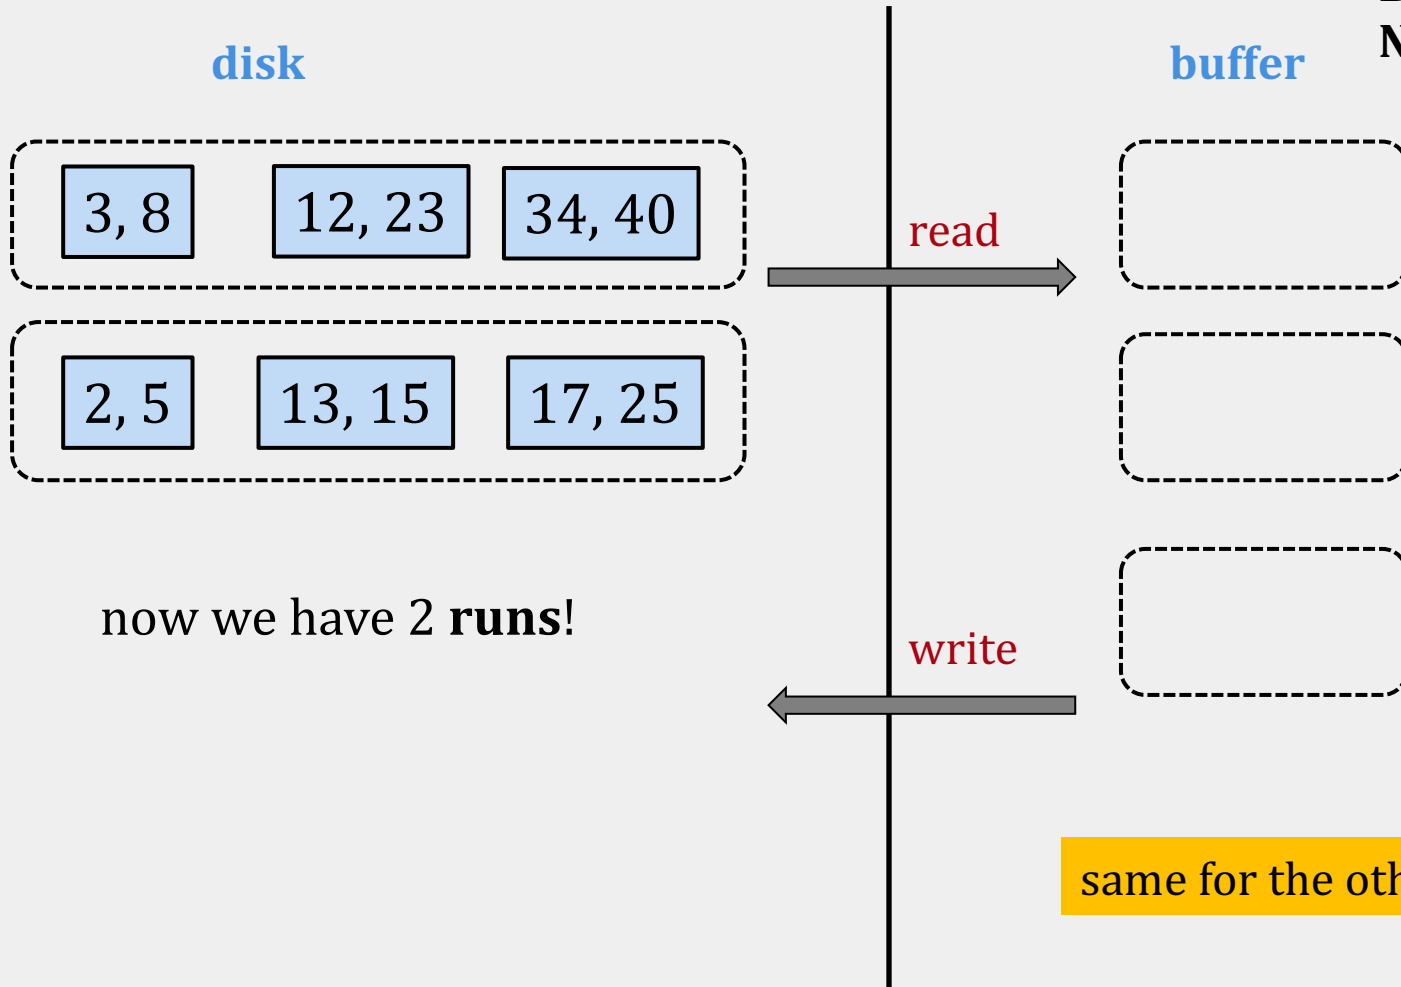 disk
buffer
3, 8
12, 23
34, 40
read
2, 5
13, 15
17, 25
now we have 2 runs!
write
same for the